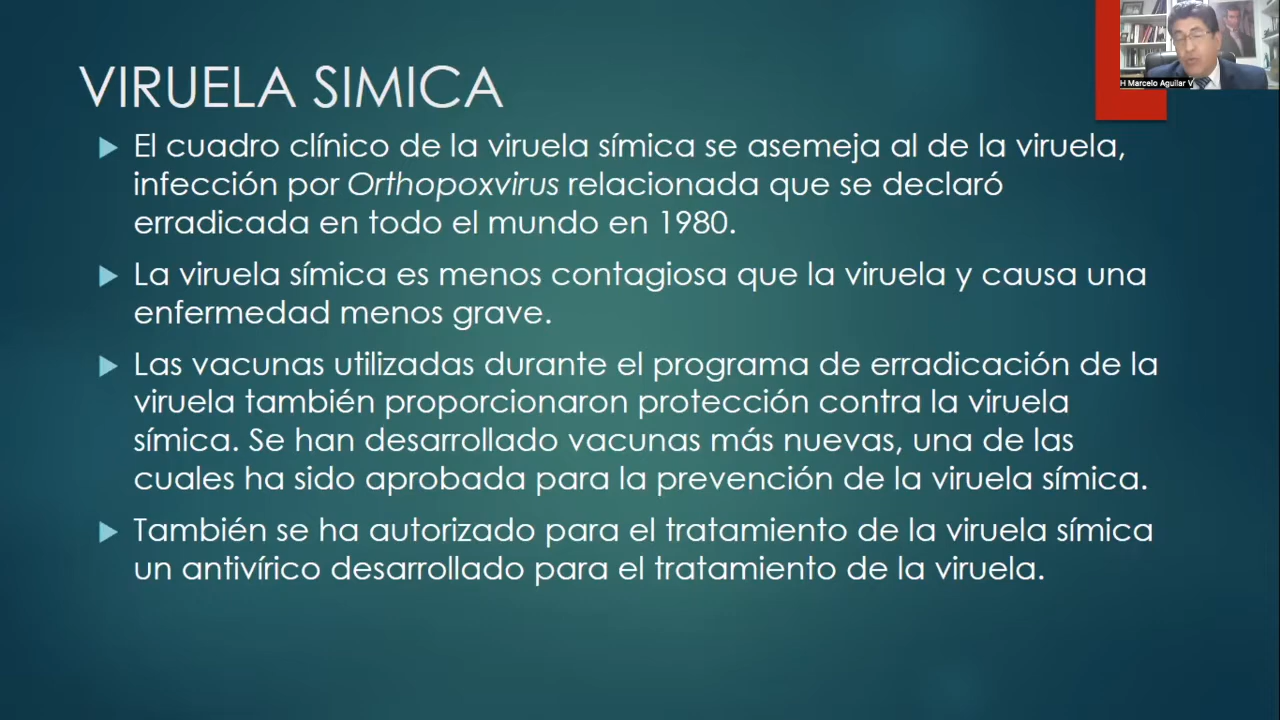 VIRUELA SIMICA
El cuadro clínico de la viruela símica se asemeja al de la viruela,
infección por Orthopoxvirus relacionada que se declaró
erradicada en todo el mundo en 1980.
La viruela símica es menos contagiosa que la viruela y causa una
enfermedad menos grave.
Las vacunas utilizadas durante el programa de erradicación de la
viruela también proporcionaron protección contra la viruela
símica. Se han desarrollado vacunas más nuevas, una de las
cuales ha sido aprobada para la prevención de la viruela símica.
También se ha autorizado para el tratamiento de la viruela símica
un antivírico desarrollado para el tratamiento de la viruela.
H Marcelo Aguilar V